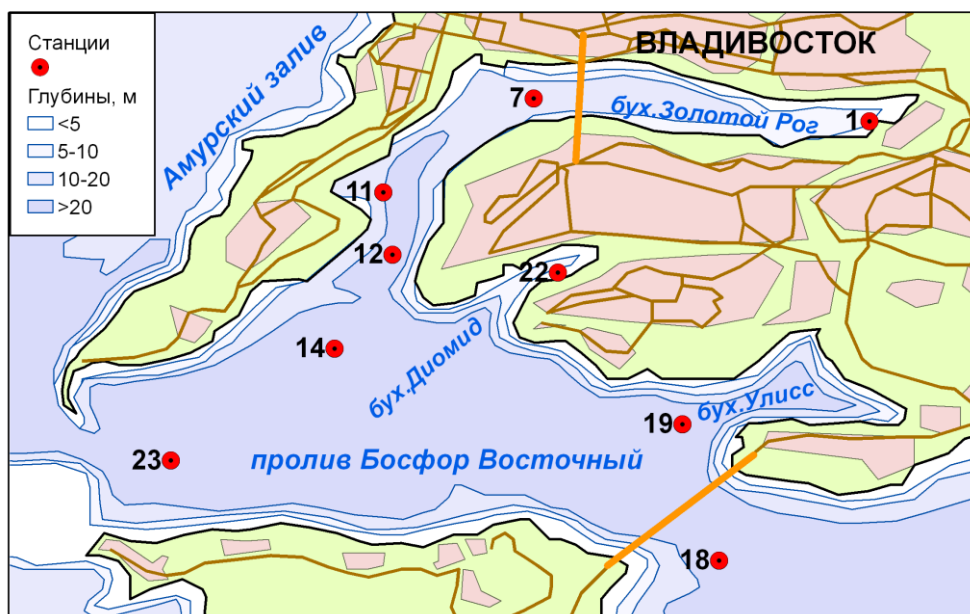 Станции
Глубины, м
<5
5-10
10-20
>20
Амурский залив
ВЛАДИВОСТОК
7
бух.Золотой Рог
1
11
12
22
14
бух.Диомид
бух.Улисс
19
23
пролив Босфор Восточный
18